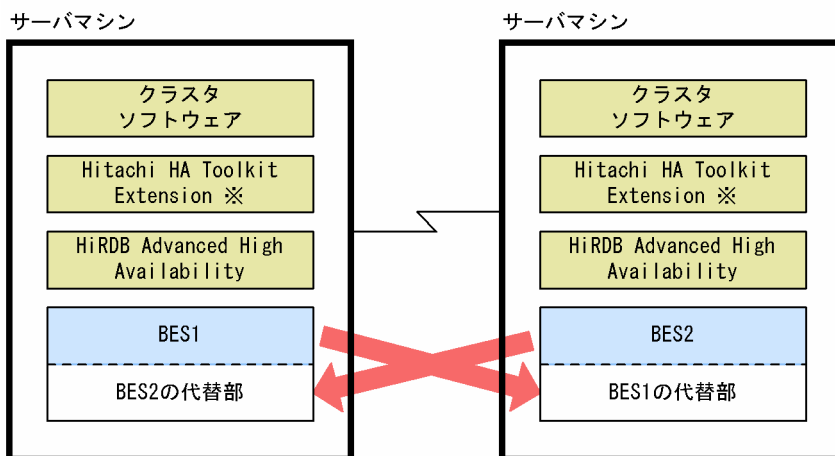 サーバマシン
クラスタ
ソフトウェア
Hitachi HA Toolkit
Extension ※
HiRDB Advanced High
Availability
BES1
BES2の代替部
サーバマシン
クラスタ
ソフトウェア
Hitachi HA Toolkit
Extension ※
HiRDB Advanced High
Availability
BES2
BES1の代替部